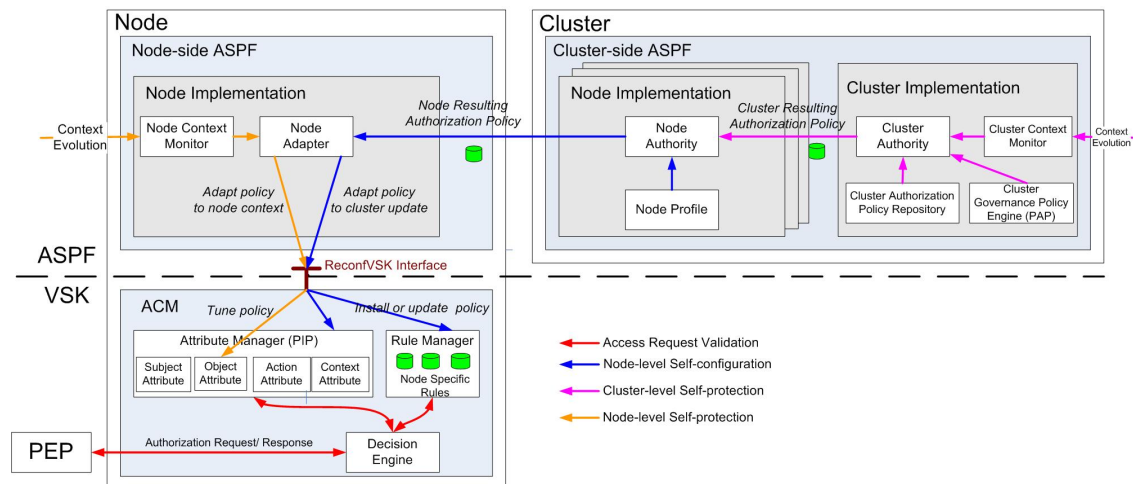 Node
Cluster
Node-side ASPF
Cluster-side ASPF
Node Implementation
Node Resulting
Authorization Policy
Node Implementation
Cluster Resulting
Authorization Policy
Cluster Implementation
Context
Evolution
Node Context
Monitor
Node
Adapter
Node
Authority
Cluster
Authority
Cluster Context
Monitor
Context
Evolution
Adapt policy
to node context
Adapt policy
to cluster update
Node Profile
Cluster Authorization
Policy Repository
Cluster
Governance Policy
Engine (PAP)
ASPF
ReconfVSK Interface
VSK
ACM
Tune policy
Install or update policy
Attribute Manager (PIP)
Subject
Attribute
Object
Attribute
Action
Attribute
Context
Attribute
Rule Manager
Node Specific
Rules
Access Request Validation
Node-level Self-configuration
Cluster-level Self-protection
Node-level Self-protection
PEP
Authorization Request/ Response
Decision
Engine